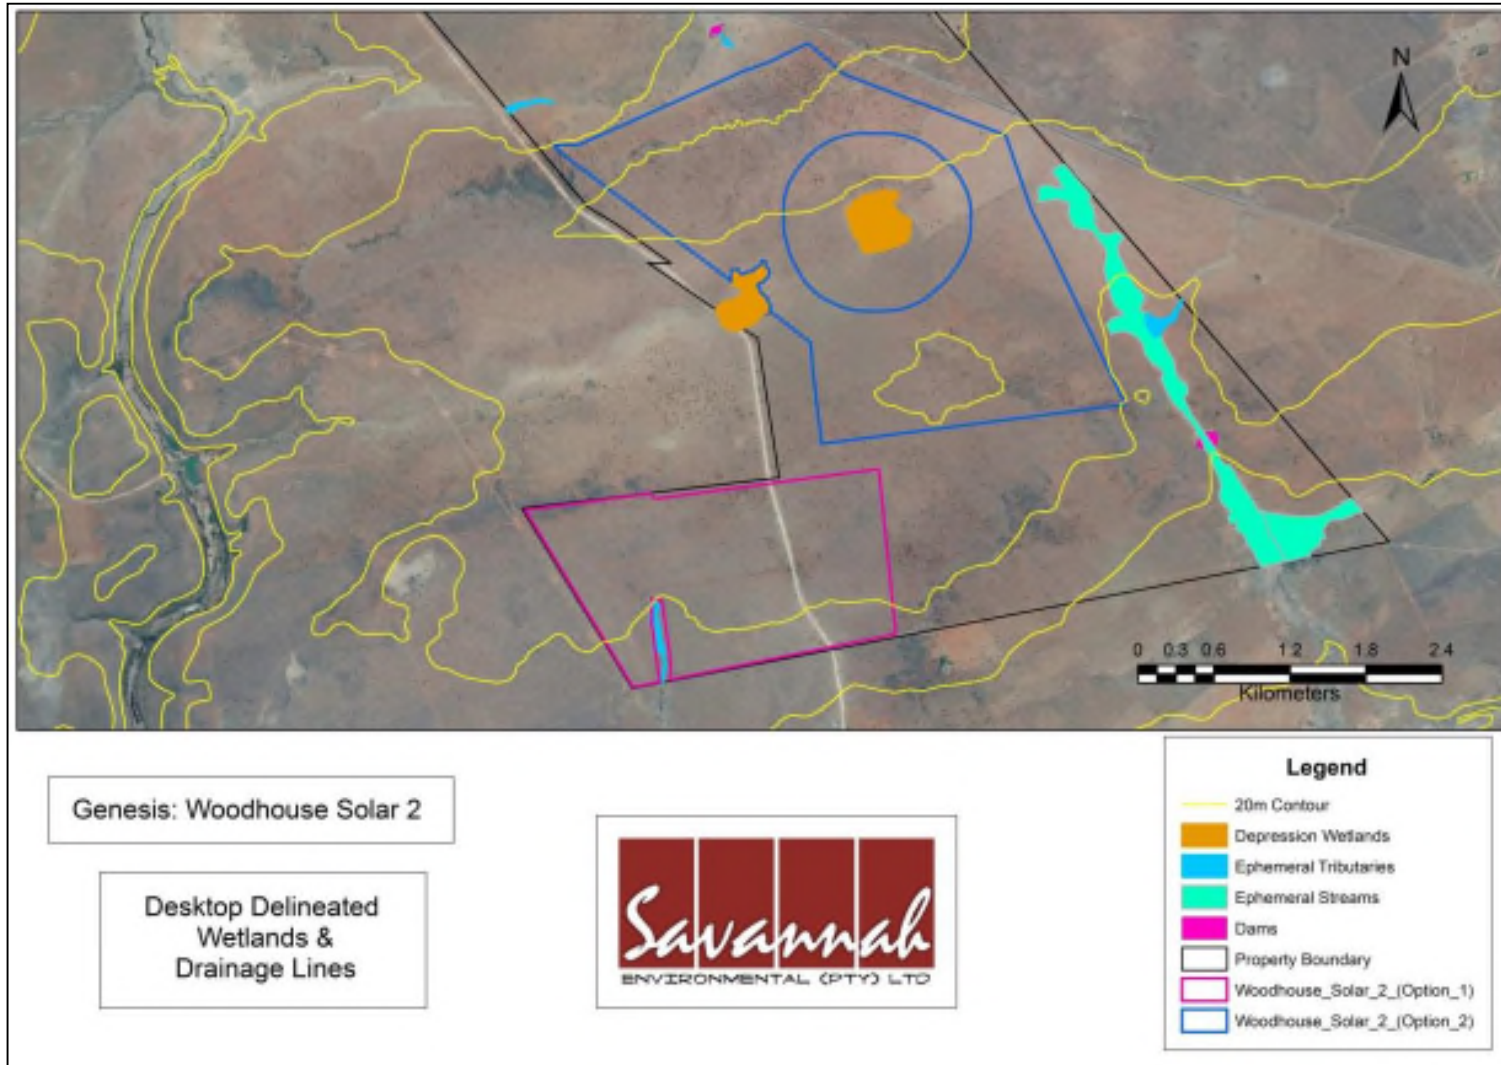 N
0 0.3 0.6 1.2 1.8 2.4
Kilometers
Genesis: Woodhouse Solar 2
Desktop Delineated
Wetlands &
Drainage Lines
Savannah
ENVIRONMENTAL (PTY) LTD
Legend
20m Contour
Depression Wetlands
Ephemeral Tributaries
Ephemeral Streams
Dams
Property Boundary
Woodhouse_Solar_2_(Option_1)
Woodhouse_Solar_2_(Option_2)